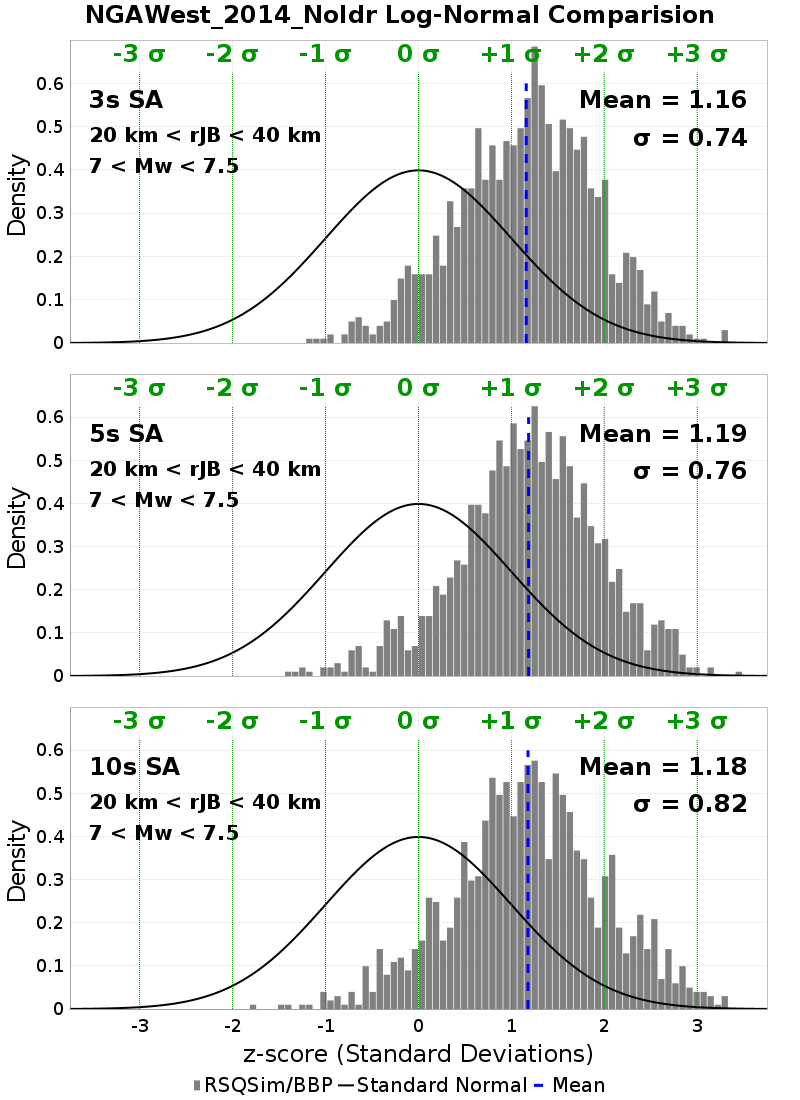 NGAWest_2014_NoIdr Log-Normal Comparision
-3 σ -2 σ -1 σ 0 σ +1 σ +2 σ +3 σ
3s SA
20 km < rJB < 40 km
7 < Mw < 7.5
Mean = 1.16
σ = 0.74
Density
0.6
0.5
0.4
0.3
0.2
0.1
0
-3 σ -2 σ -1 σ 0 σ +1 σ +2 σ +3 σ
5s SA
20 km < rJB < 40 km
7 < Mw < 7.5
Mean = 1.19
σ = 0.76
Density
0.6
0.5
0.4
0.3
0.2
0.1
0
-3 σ -2 σ -1 σ 0 σ +1 σ +2 σ +3 σ
10s SA
20 km < rJB < 40 km
7 < Mw < 7.5
Mean = 1.18
σ = 0.82
Density
0.6
0.5
0.4
0.3
0.2
0.1
0
-3 -2 -1 0 1 2 3
z-score (Standard Deviations)
RSQSim/BBP Standard Normal Mean